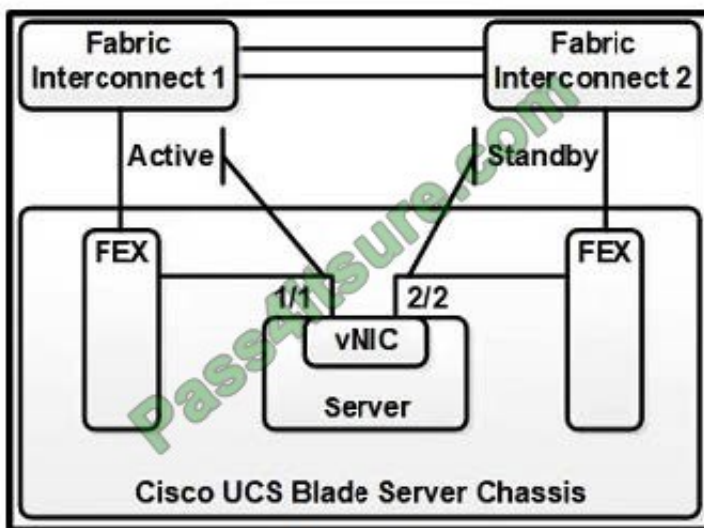 Fabric
Interconnect 1
Fabric
Interconnect 2
Active
Standby
FEX
FEX
1/1
2/2
vNIC
Server
Cisco UCS Blade Server Chassis
Pass4itsure.com